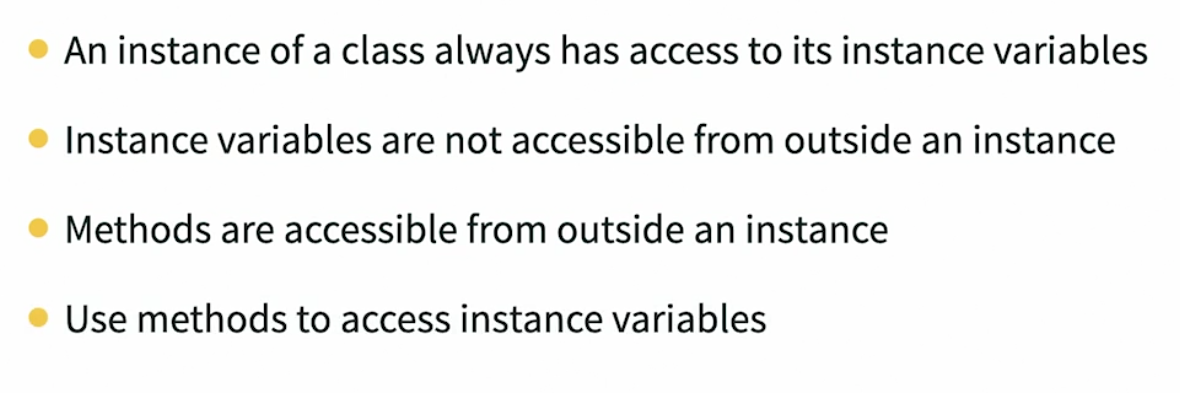 An instance of a class always has access to its instance variables
Instance variables are not accessible from outside an instance
Methods are accessible from outside an instance
Use methods to access instance variables